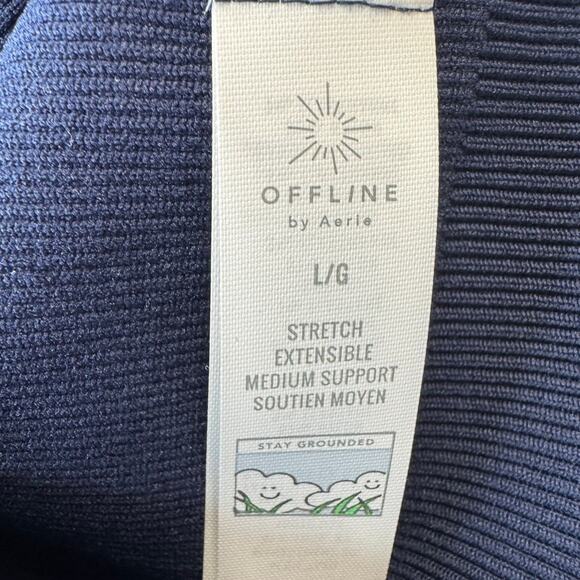 OFFLINE
by Aerie
L/G
STRETCH
EXTENSIBLE
MEDIUM SUPPORT
SOUTIEN MOYEN
STAY GROUNDED